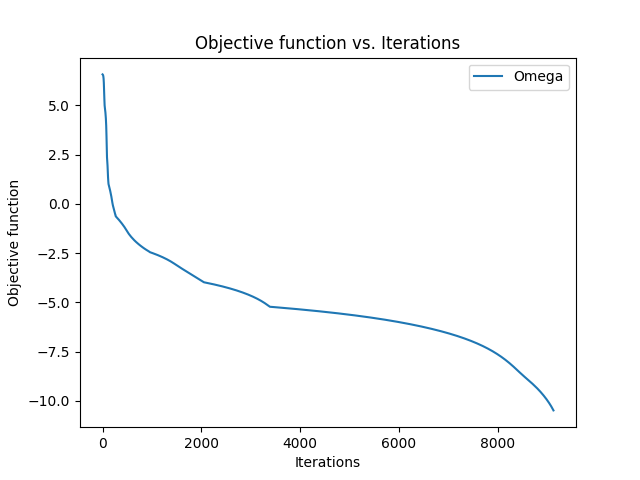 Objective function vs. Iterations
Omega
Objective function
5.0
2.5
0.0
−2.5
−5.0
−7.5
−10.0
0 2000 4000 6000 8000
Iterations